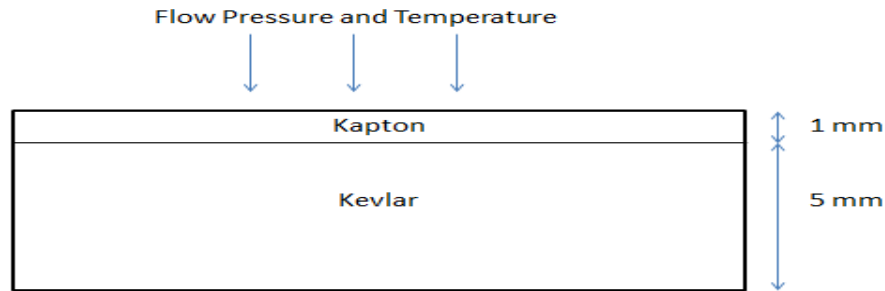 Flow Pressure and Temperature
Kapton
1 mm
Kevlar
5 mm